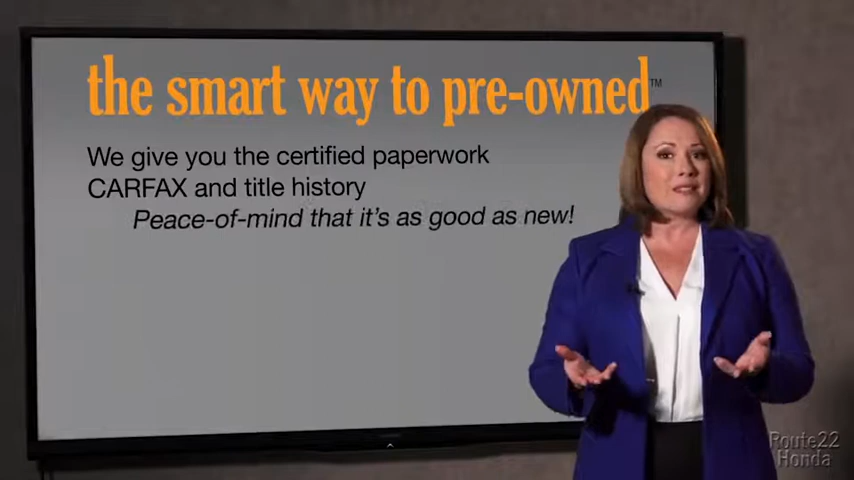 the smart way to pre-owned™
We give you the certified paperwork
CARFAX and title history
Peace-of-mind that it's as good as new!
Route22
Honda